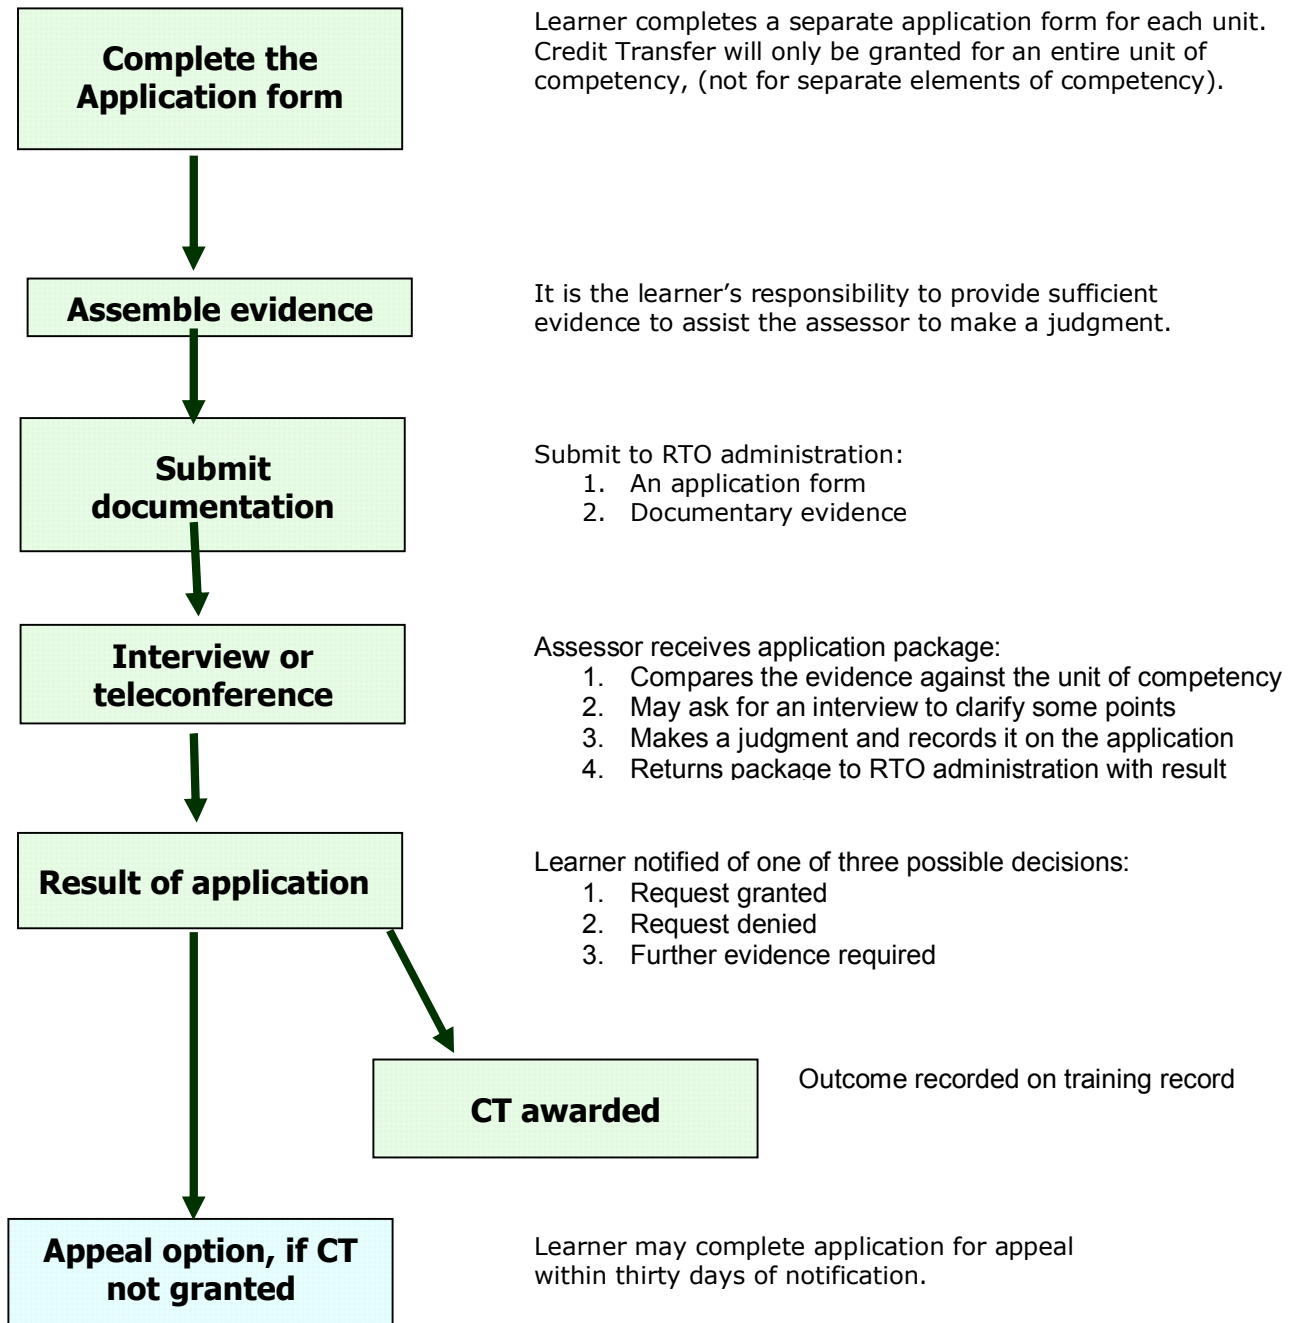 Complete the
Application form
Learner completes a separate application form for each unit.
Credit Transfer will only be granted for an entire unit of
competency, (not for separate elements of competency).
Assemble evidence
It is the learner’s responsibility to provide sufficient
evidence to assist the assessor to make a judgment.
Submit
documentation
Submit to RTO administration:
1. An application form
2. Documentary evidence
Interview or
teleconference
Assessor receives application package:
1. Compares the evidence against the unit of competency
2. May ask for an interview to clarify some points
3. Makes a judgment and records it on the application
4. Returns package to RTO administration with result
Result of application
Learner notified of one of three possible decisions:
1. Request granted
2. Request denied
3. Further evidence required
CT awarded
Outcome recorded on training record
Appeal option, if CT
not granted
Learner may complete application for appeal
within thirty days of notification.